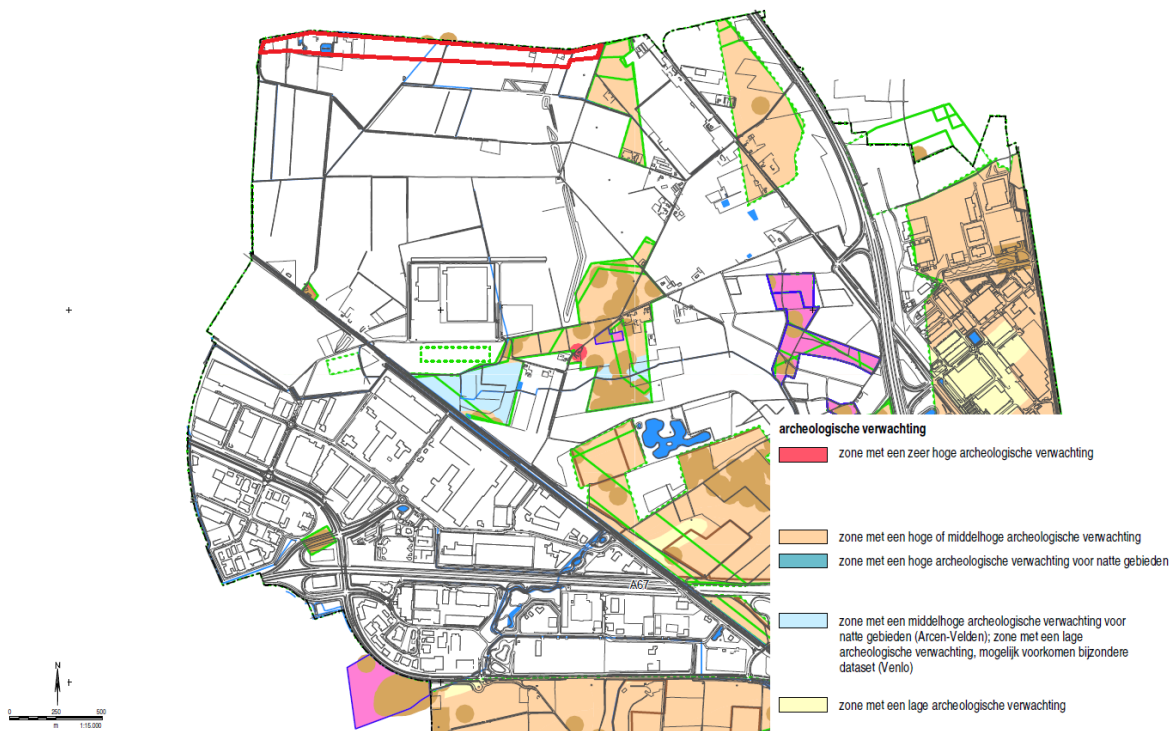 archeologische verwachting
zone met een zeer hoge archeologische verwachting
zone met een hoge of middelhoge archeologische verwachting
zone met een hoge archeologische verwachting voor natte gebieden
zone met een middelhoge archeologische verwachting voor
natte gebieden (Arcen-Velden); zone met een lage
archeologische verwachting, mogelijk voorkomen bijzondere
dataset (Venlo)
zone met een lage archeologische verwachting
A67
N
0 250 500
m 1:15.000